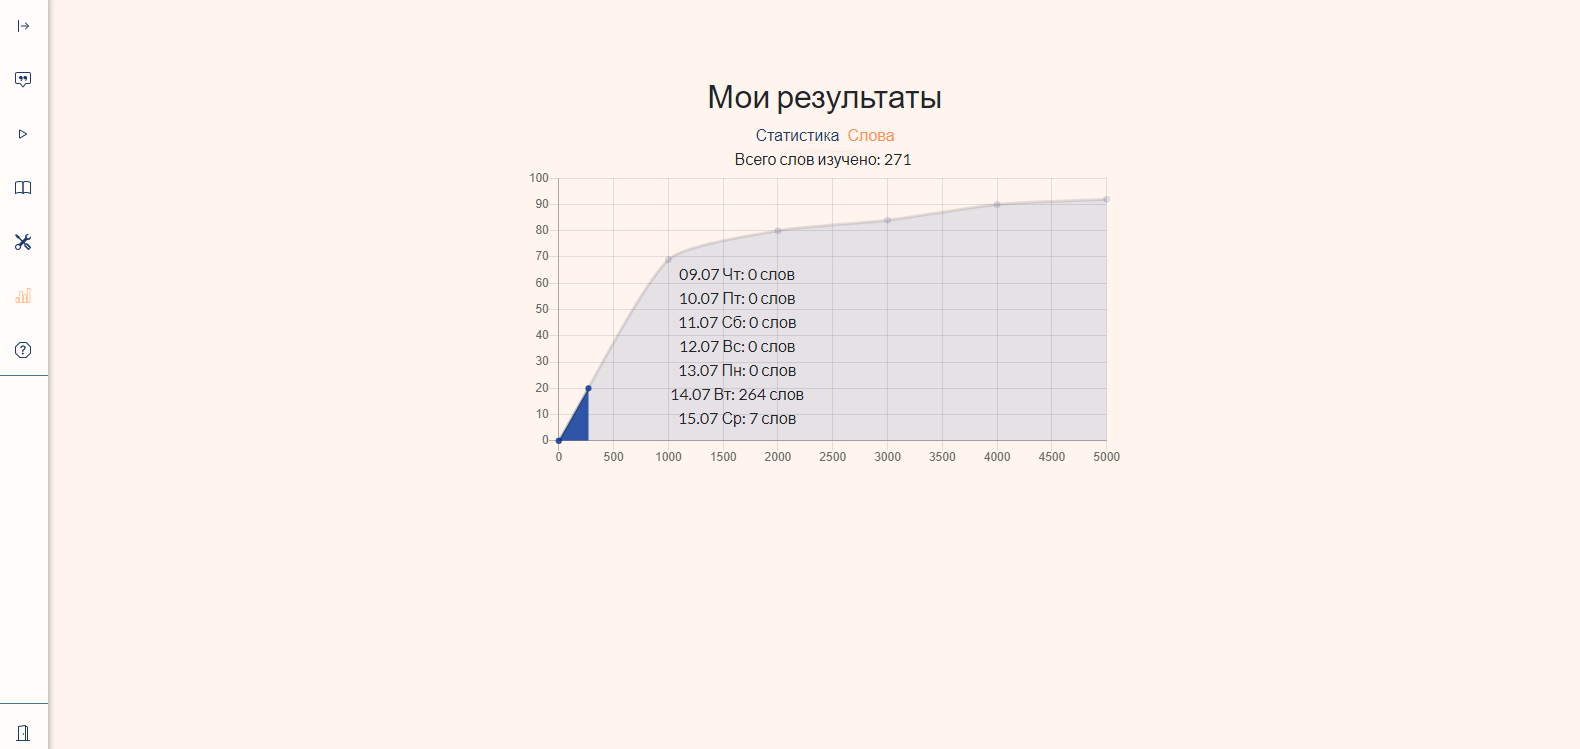 Мои результаты
Статистика Слова
Всего слов изучено: 271
100
90
80
70
60
50
40
30
20
10
0
09.07 Чт: 0 слов
10.07 Пт: 0 слов
11.07 Сб: 0 слов
12.07 Вс: 0 слов
13.07 Пн: 0 слов
14.07 Вт: 264 слов
15.07 Ср: 7 слов
0 500 1000 1500 2000 2500 3000 3500 4000 4500 5000